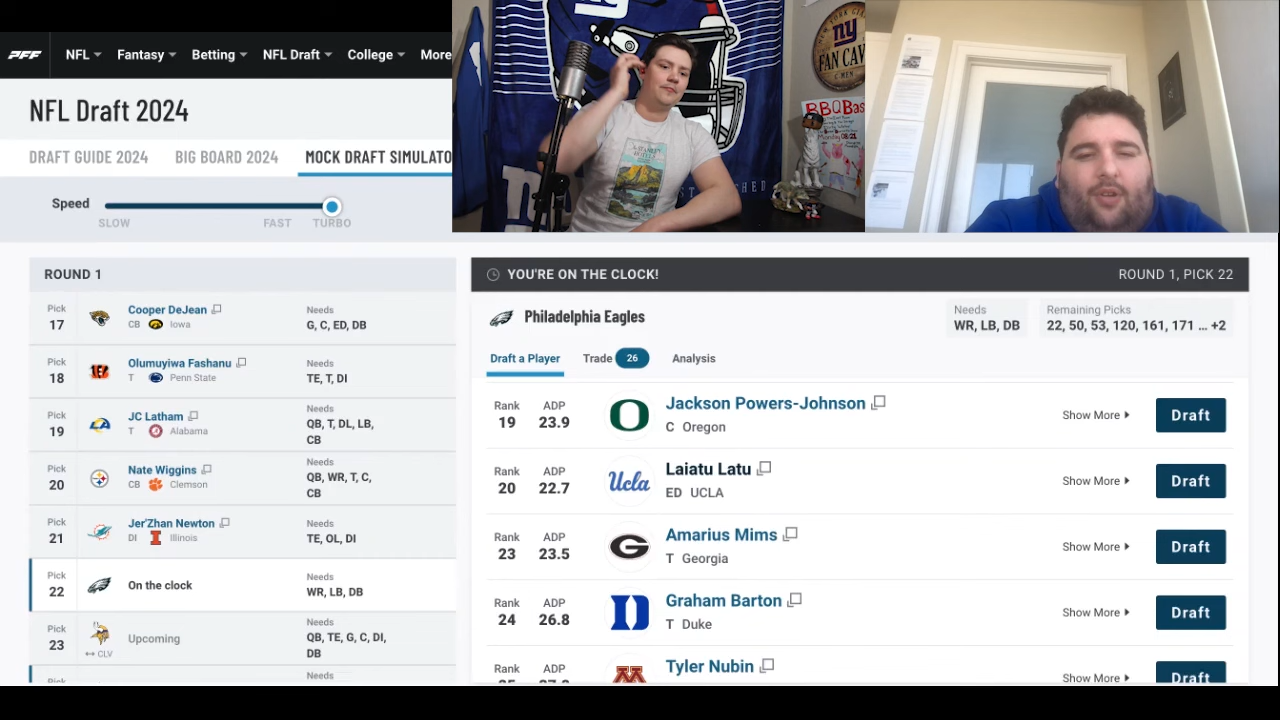 PFF
NFL
Fantasy
Betting
NFL Draft
College
More
NFL Draft 2024
DRAFT GUIDE 2024
BIG BOARD 2024
MOCK DRAFT SIMULATO
Speed
SLOW
FAST
TURBO
NEW YORK GIANTS
ny
FAN CAVE
BBQBas
ROUND 1
Pick 17
Cooper DeJean
CB Iowa
Needs
G, C, ED, DB
Pick 18
Olumuyiwa Fashanu
T Penn State
Needs
TE, T, DI
Pick 19
JC Latham
T Alabama
Needs
QB, T, DL, LB,
CB
Pick 20
Nate Wiggins
CB Clemson
Needs
QB, WR, T, C,
CB
Pick 21
Jer'Zhan Newton
DI Illinois
Needs
TE, OL, DI
Pick 22
On the clock
Needs
WR, LB, DB
Pick 23
CLV
Upcoming
Needs
QB, TE, G, C, DI,
DB
Pick
Needs
YOU'RE ON THE CLOCK!
ROUND 1, PICK 22
Philadelphia Eagles
Needs
WR, LB, DB
Remaining Picks
22, 50, 53, 120, 161, 171 ... +2
Draft a Player
Trade 26
Analysis
Rank 19
ADP 23.9
Jackson Powers-Johnson
C Oregon
Show More
Draft
Rank 20
ADP 22.7
Ucla
Laiatu Latu
ED UCLA
Show More
Draft
Rank 23
ADP 23.5
Amarius Mims
T Georgia
Show More
Draft
Rank 24
ADP 26.8
Graham Barton
T Duke
Show More
Draft
Rank
ADP
Tyler Nubin
Show More
Draft